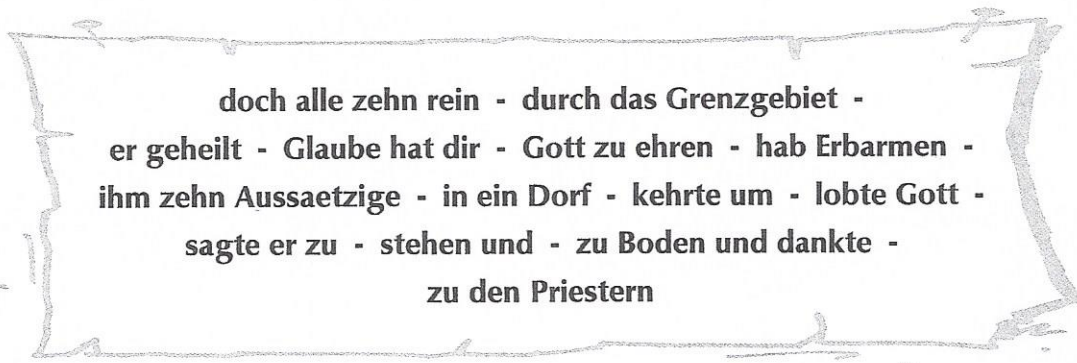 doch alle zehn rein - durch das Grenzgebiet -
er geheilt - Glaube hat dir - Gott zu ehren - hab Erbarmen -
ihm zehn Aussaetzige - in ein Dorf - kehrte um - lobte Gott -
sagte er zu - stehen und - zu Boden und dankte -
zu den Priestern